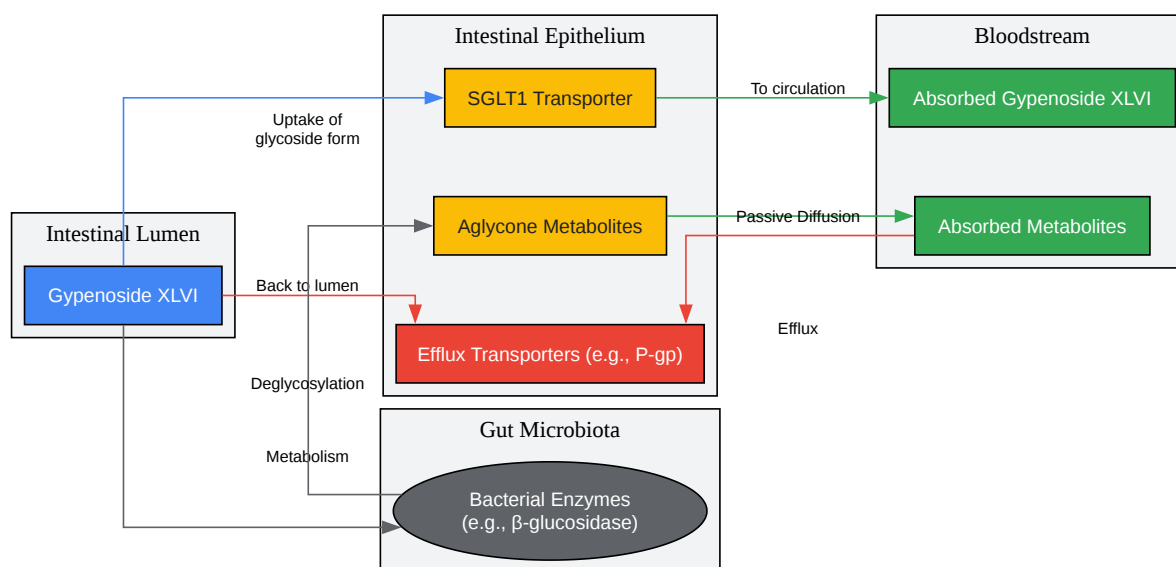 Intestinal Epithelium
Bloodstream
SGLT1 Transporter
To circulation
Absorbed Gypenoside XLVI
Uptake of
glycoside form
Intestinal Lumen
Aglycone Metabolites
Passive Diffusion
Absorbed Metabolites
Gypenoside XLVI
Back to lumen
Efflux
Efflux Transporters (e.g., P-gp)
Deglycosylation
Gut Microbiota
Metabolism
Bacterial Enzymes
(e.g., β-glucosidase)